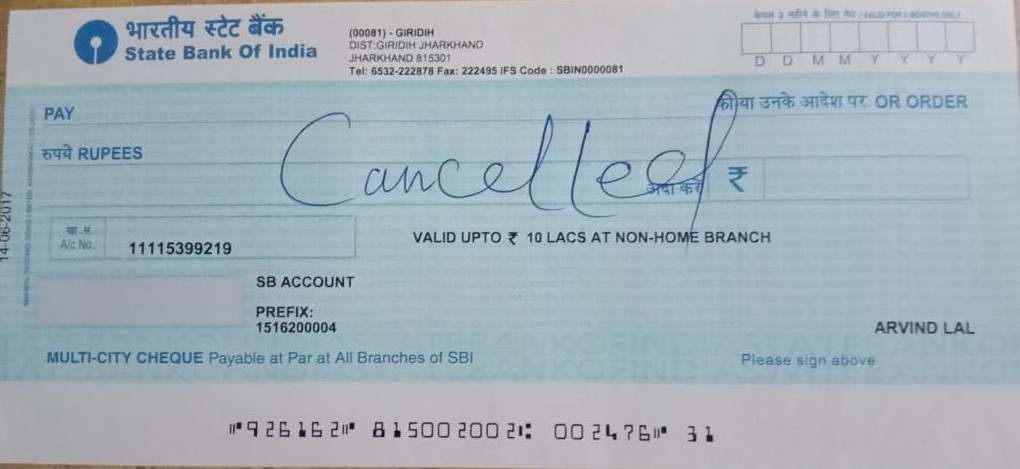 भारतीय स्टेट बैंक
State Bank Of India
(00081) - GIRIDIH
DIST:GIRIDIH JHARKHAND
JHARKHAND 815301
Tel: 6532-222878 Fax: 222495 IFS Code : SBIN0000081
केवल 3 महीने के लिए वैध / VALID FOR 3 MONTHS ONLY
D D M M Y Y Y Y
PAY
को या उनके आदेश पर OR ORDER
रुपये RUPEES
Cancelled
अदा करें ₹
खा. सं.
A/c No. 11115399219
VALID UPTO ₹ 10 LACS AT NON-HOME BRANCH
14-06-2017
SB ACCOUNT
PREFIX:
1516200004
ARVIND LAL
MULTI-CITY CHEQUE Payable at Par at All Branches of SBI
Please sign above
⑈926162⑈ 815002002⑆ 002476⑈ 31